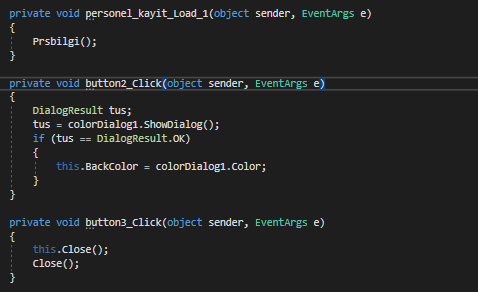 private void personel_kayit_Load_1(object sender, EventArgs e)
{
    Prsbilgi();
}
private void button2_Click(object sender, EventArgs e)
{
    DialogResult tus;
    tus = colorDialog1.ShowDialog();
    if (tus == DialogResult.OK)
    {
        this.BackColor = colorDialog1.Color;
    }
}
private void button3_Click(object sender, EventArgs e)
{
    this.Close();
    Close();
}